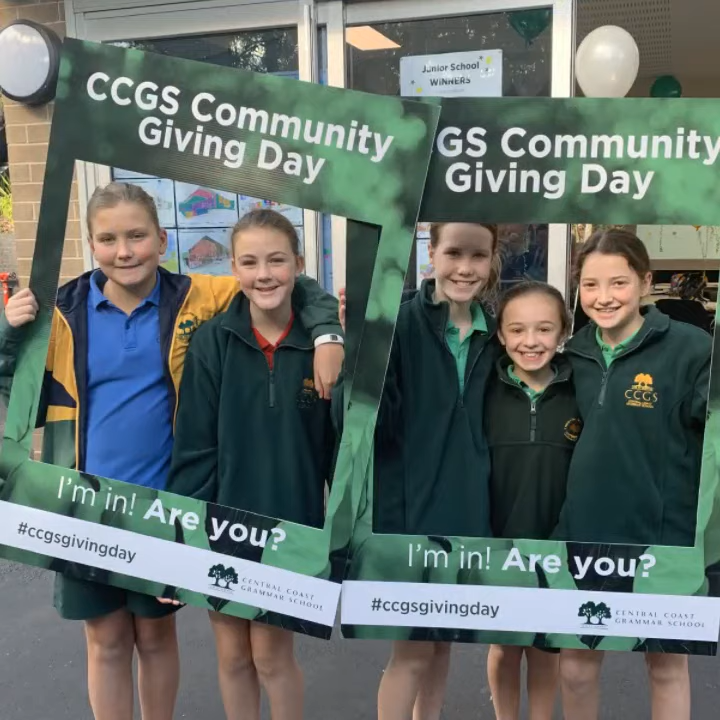 Junior School
WINNERS
CCGS Community
Giving Day
I'm in! Are you?
#ccgsgivingday
CENTRAL COAST
GRAMMAR SCHOOL
GS Community
Giving Day
CCGS
I'm in! Are you?
#ccgsgivingday
CENTRAL COAST
GRAMMAR SCHOOL